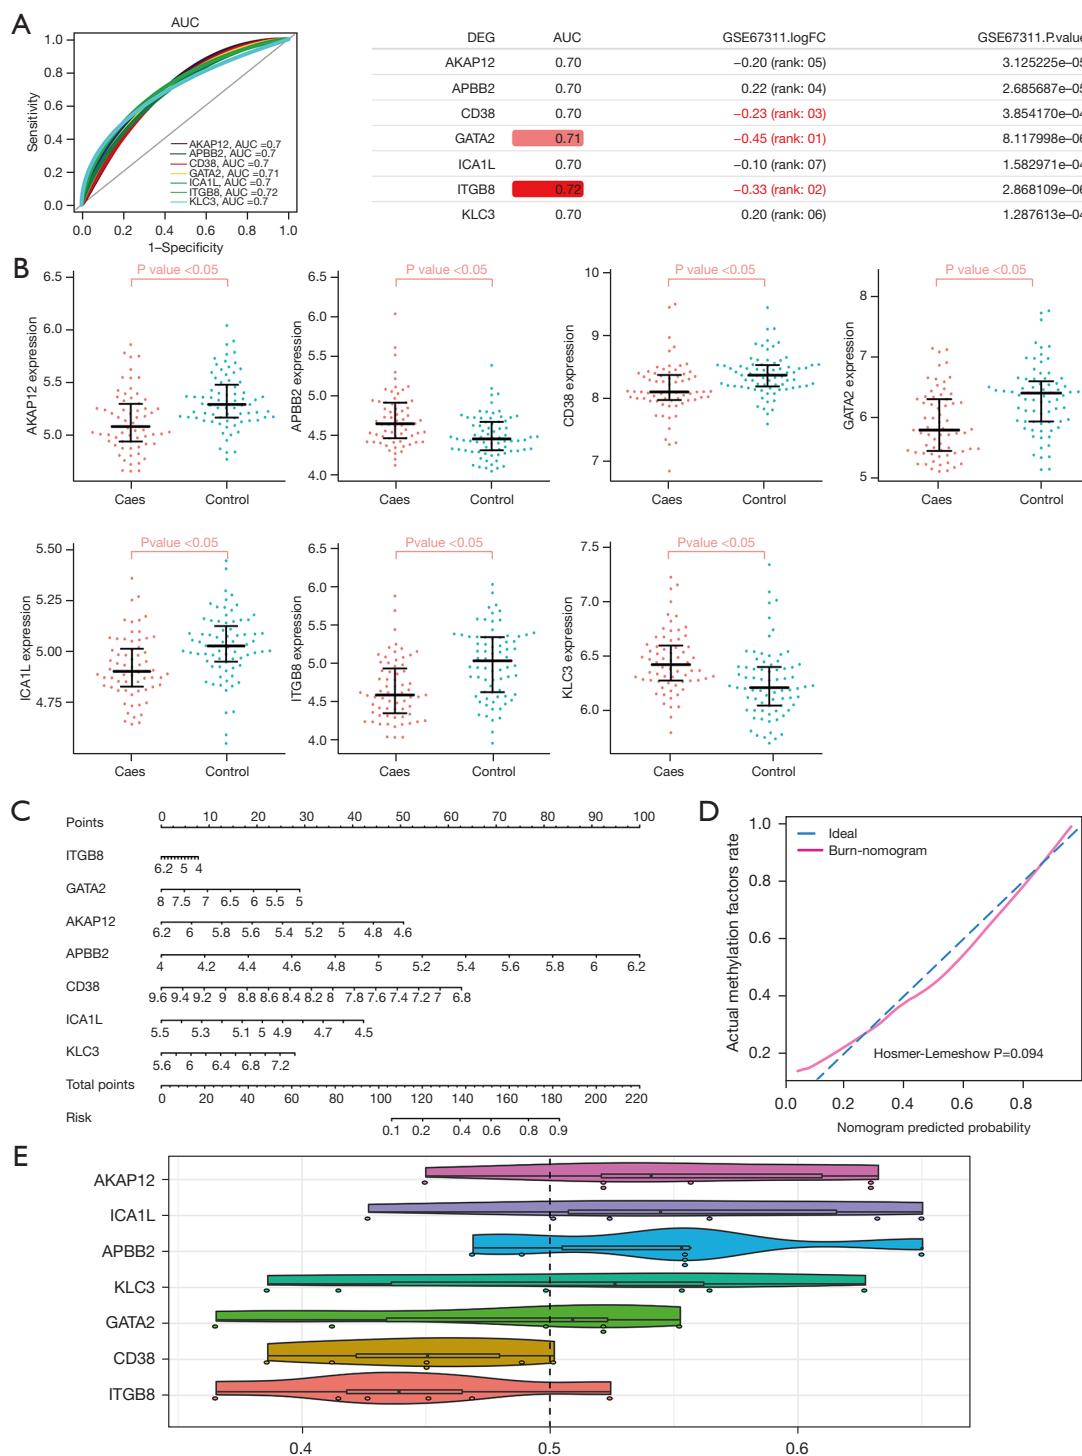 A
AUC
1.0
0.8
0.6
0.4
0.2
0.0
Sensitivity
AKAP12, AUC =0.7
APBB2, AUC =0.7
CD38, AUC =0.7
GATA2, AUC =0.71
ICA1L, AUC =0.7
ITGB8, AUC =0.72
KLC3, AUC =0.7
0.0 0.2 0.4 0.6 0.8 1.0
1–Specificity
DEG AUC GSE67311.logFC GSE67311.P.value
AKAP12 0.70 −0.20 (rank: 05) 3.125225e–05
APBB2 0.70 0.22 (rank: 04) 2.685687e–05
CD38 0.70 −0.23 (rank: 03) 3.854170e–04
GATA2 0.71 −0.45 (rank: 01) 8.117998e–06
ICA1L 0.70 −0.10 (rank: 07) 1.582971e–04
ITGB8 0.72 −0.33 (rank: 02) 2.868109e–06
KLC3 0.70 0.20 (rank: 06) 1.287613e–04
B
P value <0.05
6.5
6.0
5.5
5.0
AKAP12 expression
Caes Control
P value <0.05
6.5
6.0
5.5
5.0
4.5
4.0
APBB2 expression
Caes Control
P value <0.05
10
9
8
7
CD38 expression
Caes Control
P value <0.05
8
7
6
5
GATA2 expression
Caes Control
Pvalue <0.05
5.50
5.25
5.00
4.75
ICA1L expression
Caes Control
P value <0.05
6.5
6.0
5.5
5.0
4.5
4.0
ITGB8 expression
Caes Control
Pvalue <0.05
7.5
7.0
6.5
6.0
KLC3 expression
Caes Control
C
Points 0 10 20 30 40 50 60 70 80 90 100
ITGB8
6.2 5 4
GATA2
8 7.5 7 6.5 6 5.5 5
AKAP12
6.2 6 5.8 5.6 5.4 5.2 5 4.8 4.6
APBB2
4 4.2 4.4 4.6 4.8 5 5.2 5.4 5.6 5.8 6 6.2
CD38
9.6 9.4 9.2 9 8.8 8.6 8.4 8.2 8 7.8 7.6 7.4 7.2 7 6.8
ICA1L
5.5 5.3 5.1 5 4.9 4.7 4.5
KLC3
5.6 6 6.4 6.8 7.2
Total points
0 20 40 60 80 100 120 140 160 180 200 220
Risk
0.1 0.2 0.4 0.6 0.8 0.9
D
1.0
0.8
0.6
0.4
0.2
Actual methylation factors rate
Ideal
Burn-nomogram
Hosmer-Lemeshow P=0.094
0.0 0.2 0.4 0.6 0.8
Nomogram predicted probability
E
AKAP12
ICA1L
APBB2
KLC3
GATA2
CD38
ITGB8
0.4 0.5 0.6